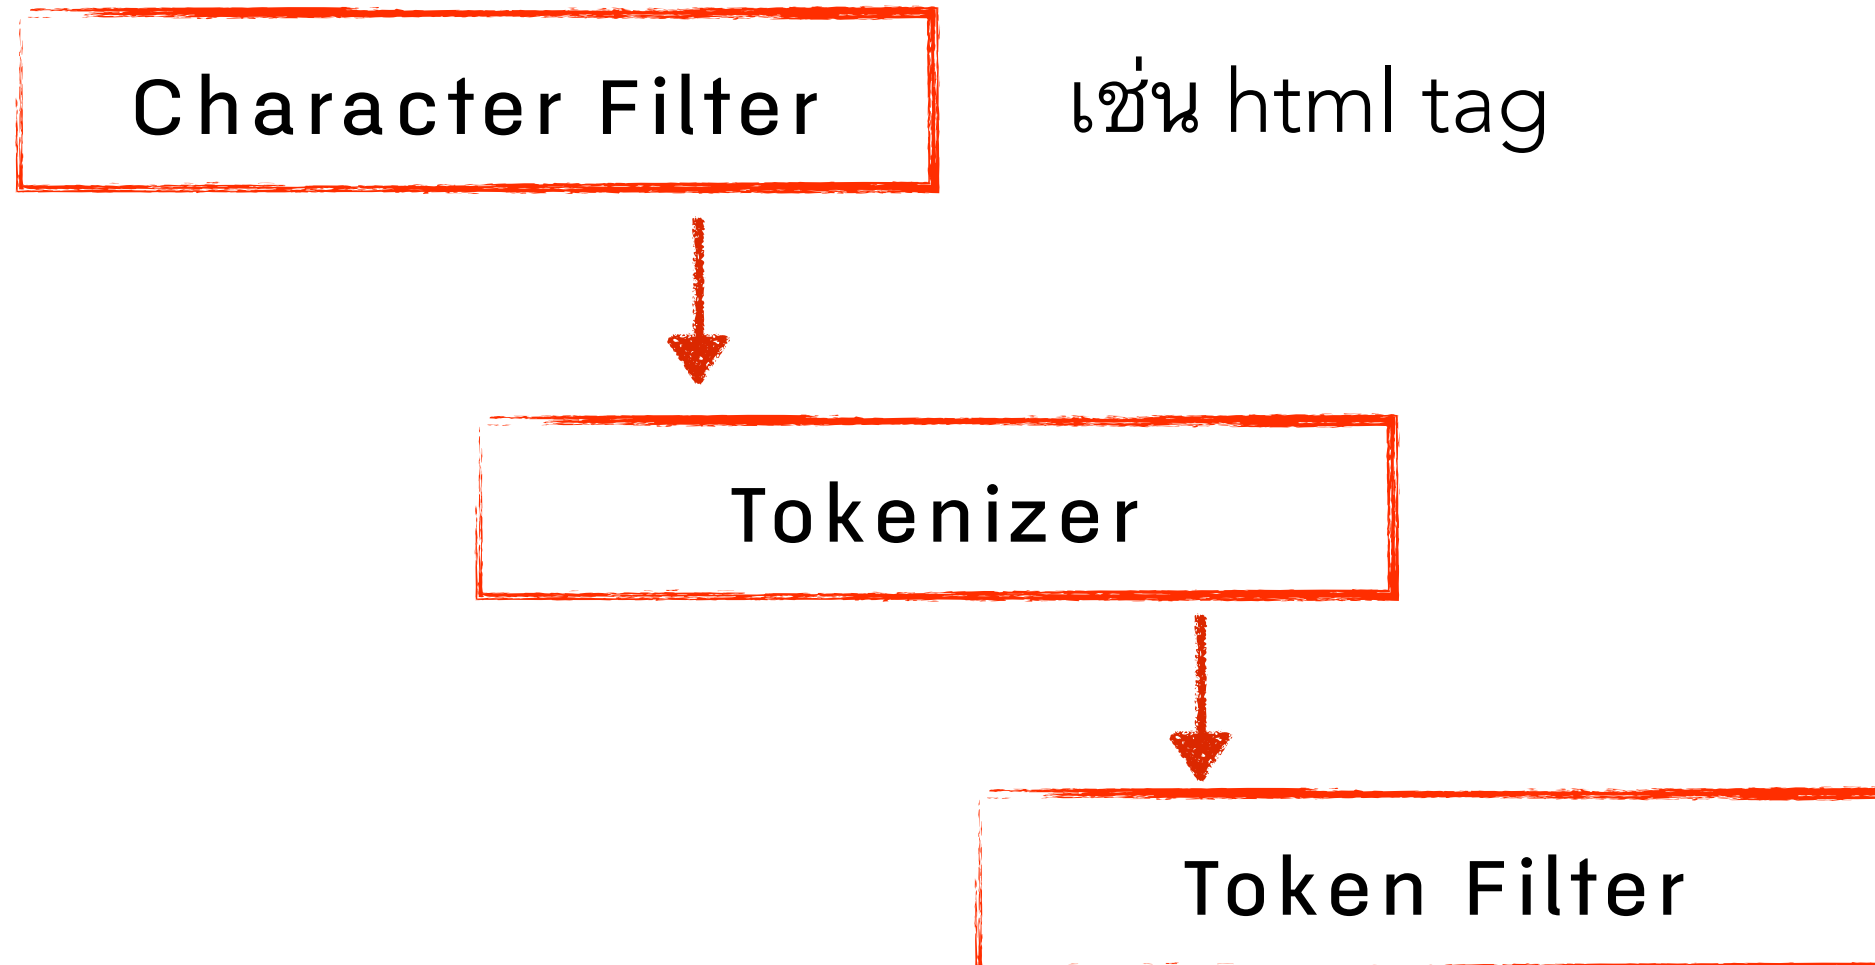 Character Filter
เช่น html tag
Tokenizer
Token Filter